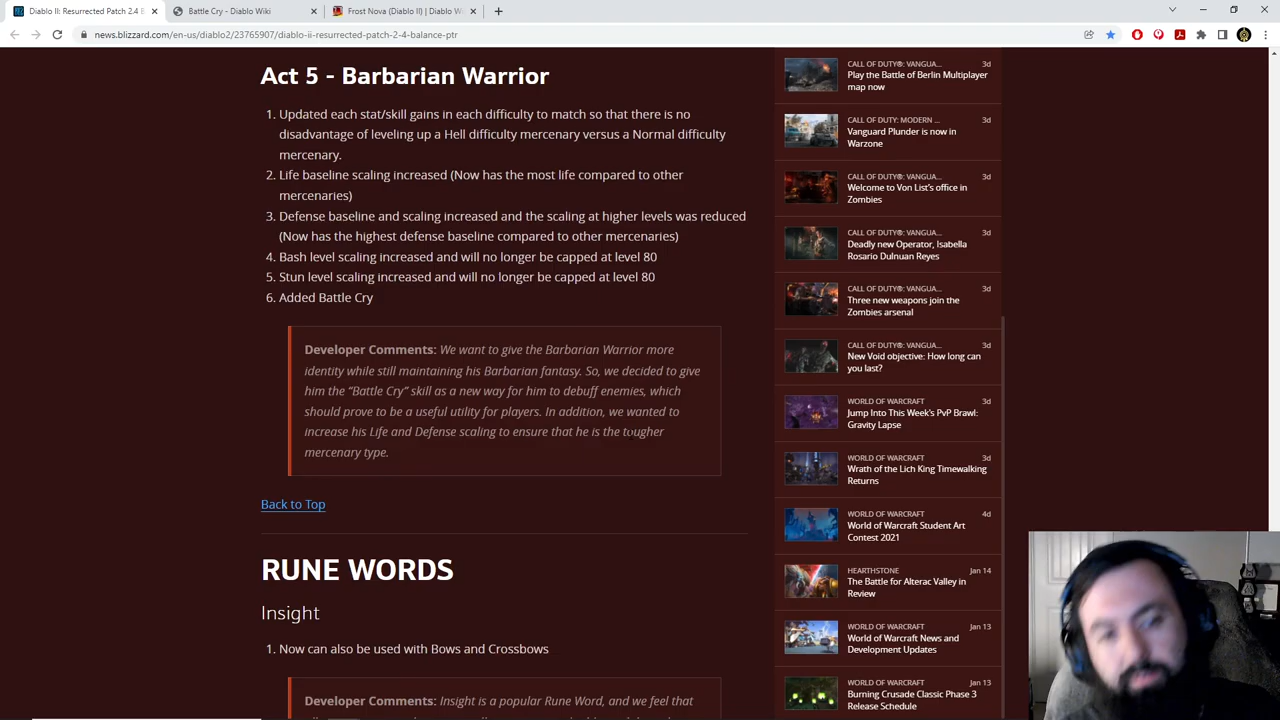 Diablo II: Resurrected Patch 2.4 B
Battle Cry - Diablo Wiki
Frost Nova (Diablo II) | Diablo W
news.blizzard.com/en-us/diablo2/23765907/diablo-ii-resurrected-patch-2-4-balance-ptr
Act 5 - Barbarian Warrior
1. Updated each stat/skill gains in each difficulty to match so that there is no
disadvantage of leveling up a Hell difficulty mercenary versus a Normal difficulty
mercenary.
2. Life baseline scaling increased (Now has the most life compared to other
mercenaries)
3. Defense baseline and scaling increased and the scaling at higher levels was reduced
(Now has the highest defense baseline compared to other mercenaries)
4. Bash level scaling increased and will no longer be capped at level 80
5. Stun level scaling increased and will no longer be capped at level 80
6. Added Battle Cry
Developer Comments: We want to give the Barbarian Warrior more
identity while still maintaining his Barbarian fantasy. So, we decided to give
him the “Battle Cry” skill as a new way for him to debuff enemies, which
should prove to be a useful utility for players. In addition, we wanted to
increase his Life and Defense scaling to ensure that he is the tougher
mercenary type.
Back to Top
RUNE WORDS
Insight
1. Now can also be used with Bows and Crossbows
Developer Comments: Insight is a popular Rune Word, and we feel that
CALL OF DUTY®: VANGUA... 3d
Play the Battle of Berlin Multiplayer
map now
CALL OF DUTY: MODERN ... 3d
Vanguard Plunder is now in
Warzone
CALL OF DUTY®: VANGUA... 3d
Welcome to Von List's office in
Zombies
CALL OF DUTY®: VANGUA... 3d
Deadly new Operator, Isabella
Rosario Dulnuan Reyes
CALL OF DUTY®: VANGUA... 3d
Three new weapons join the
Zombies arsenal
CALL OF DUTY®: VANGUA... 3d
New Void objective: How long can
you last?
WORLD OF WARCRAFT 3d
Jump Into This Week's PvP Brawl:
Gravity Lapse
WORLD OF WARCRAFT 3d
Wrath of the Lich King Timewalking
Returns
WORLD OF WARCRAFT 4d
World of Warcraft Student Art
Contest 2021
HEARTHSTONE Jan 14
The Battle for Alterac Valley in
Review
WORLD OF WARCRAFT Jan 13
World of Warcraft News and
Development Updates
WORLD OF WARCRAFT Jan 13
Burning Crusade Classic Phase 3
Release Schedule